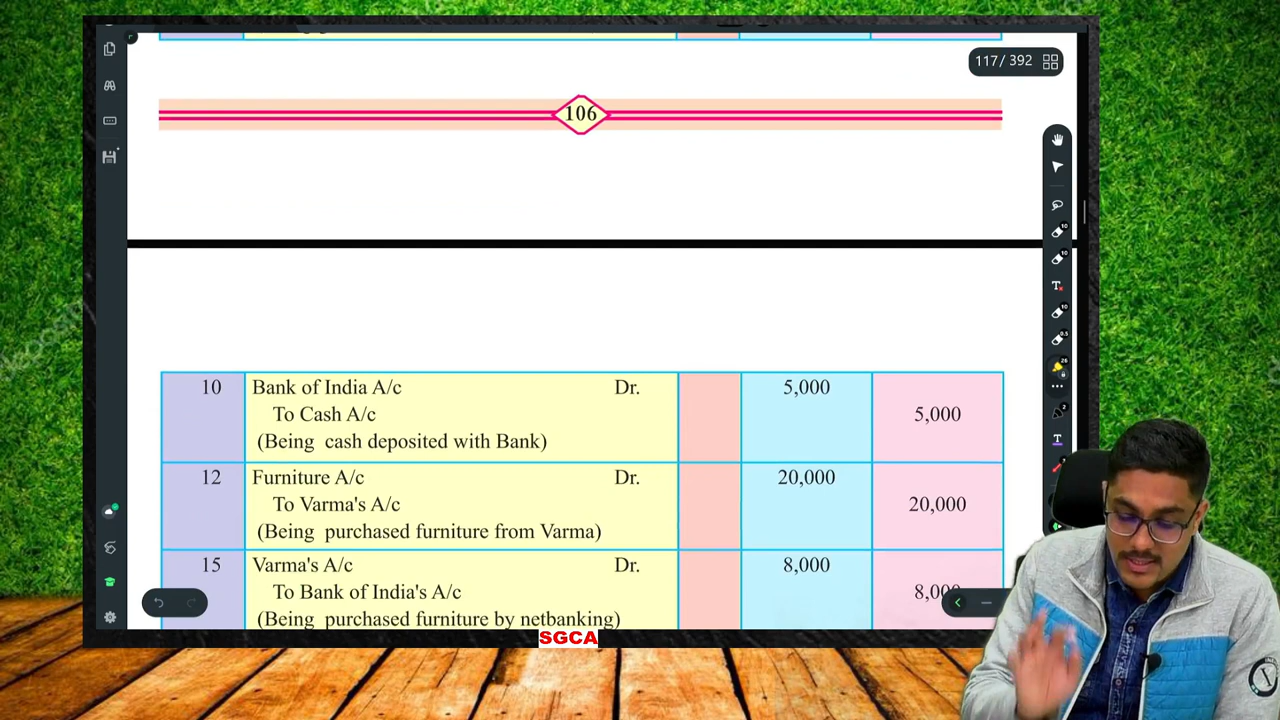 117/ 392
106
10 Bank of India A/c Dr. 5,000
To Cash A/c 5,000
(Being cash deposited with Bank)
12 Furniture A/c Dr. 20,000
To Varma's A/c 20,000
(Being purchased furniture from Varma)
15 Varma's A/c Dr. 8,000
To Bank of India's A/c
(Being purchased furniture by netbanking)
SGCA